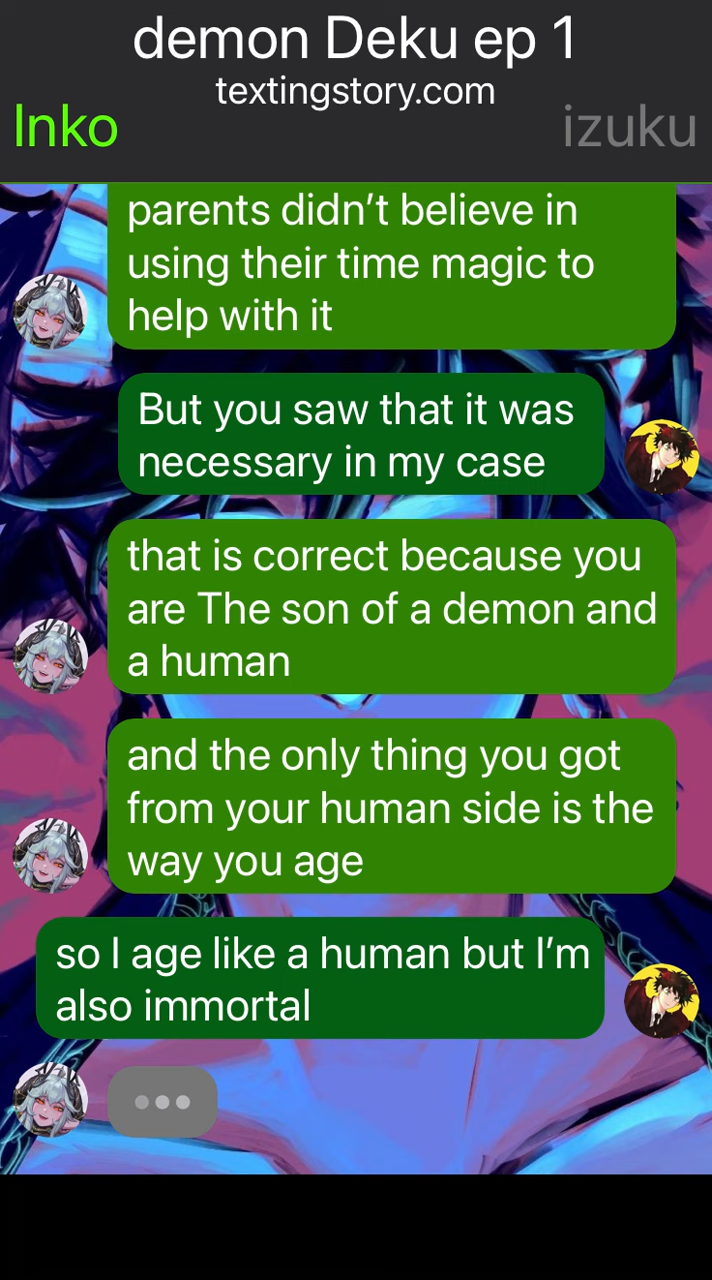 demon Deku ep 1
textingstory.com
Inko
izuku
parents didn't believe in
using their time magic to
help with it
But you saw that it was
necessary in my case
that is correct because you
are The son of a demon and
a human
and the only thing you got
from your human side is the
way you age
so I age like a human but I'm
also immortal